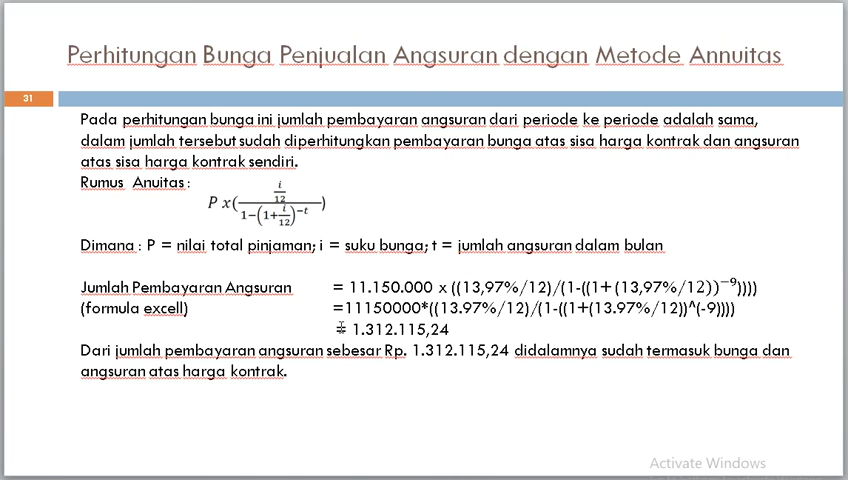 Perhitungan Bunga Penjualan Angsuran dengan Metode Annuitas
31
Pada perhitungan bunga ini jumlah pembayaran angsuran dari periode ke periode adalah sama,
dalam jumlah tersebut sudah diperhitungkan pembayaran bunga atas sisa harga kontrak dan angsuran
atas sisa harga kontrak sendiri.
Rumus Anuitas : P x( (i/12) / (1−(1+i/12)^−t) )
Dimana : P = nilai total pinjaman; i = suku bunga; t = jumlah angsuran dalam bulan
Jumlah Pembayaran Angsuran = 11.150.000 x ((13,97%/12)/(1-((1+(13,97%/12))⁻⁹))))
(formula excell) =11150000*((13.97%/12)/(1-((1+(13.97%/12))^(-9))))
= 1.312.115,24
Dari jumlah pembayaran angsuran sebesar Rp. 1.312.115,24 didalamnya sudah termasuk bunga dan
angsuran atas harga kontrak.
Activate Windows